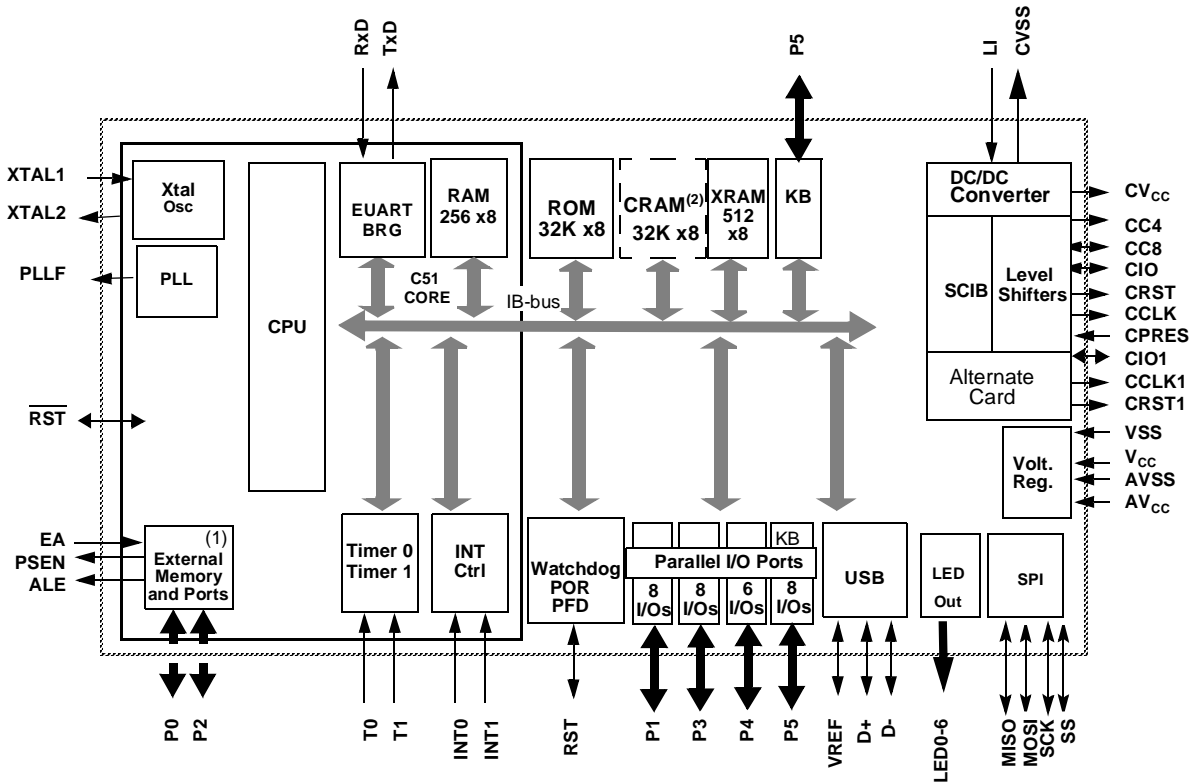 RxD
TxD
P5
LI
CVSS
XTAL1
XTAL2
PLLF
RST
EA
PSEN
ALE
Xtal
Osc
PLL
CPU
EUART
BRG
RAM
256 x8
C51
CORE
IB-bus
ROM
32K x8
CRAM(2)
32K x8
XRAM
512
x8
KB
DC/DC
Converter
SCIB
Level
Shifters
Alternate
Card
CVCC
CC4
CC8
CIO
CRST
CCLK
CPRES
CIO1
CCLK1
CRST1
Volt.
Reg.
VSS
VCC
AVSS
AVCC
(1)
External
Memory
and Ports
Timer 0
Timer 1
INT
Ctrl
Watchdog
POR
PFD
KB
Parallel I/O Ports
8
I/Os
8
I/Os
6
I/Os
8
I/Os
USB
LED
Out
SPI
P0
P2
T0
T1
INT0
INT1
RST
P1
P3
P4
P5
VREF
D+
D-
LED0-6
MISO
MOSI
SCK
SS